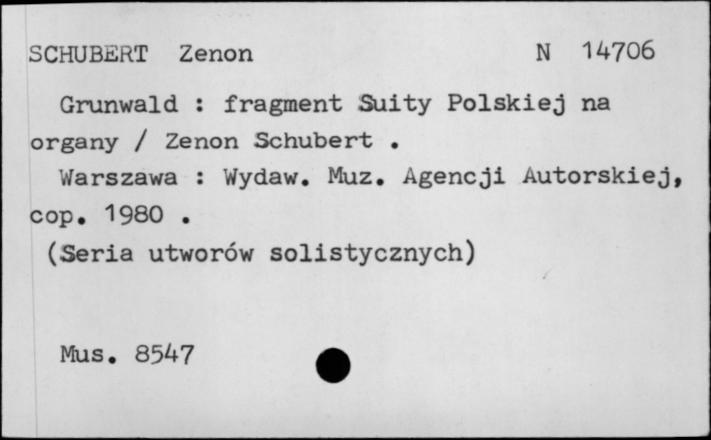 SCHUBERT Zenon N 14706
Grunwald : fragment Suity Polskiej na
organy / Zenon Schubert .
Warszawa : Wydaw. Muz. Agencji Autorskiej,
cop. 1980 .
(Seria utworów solistycznych)
Mus. 8547